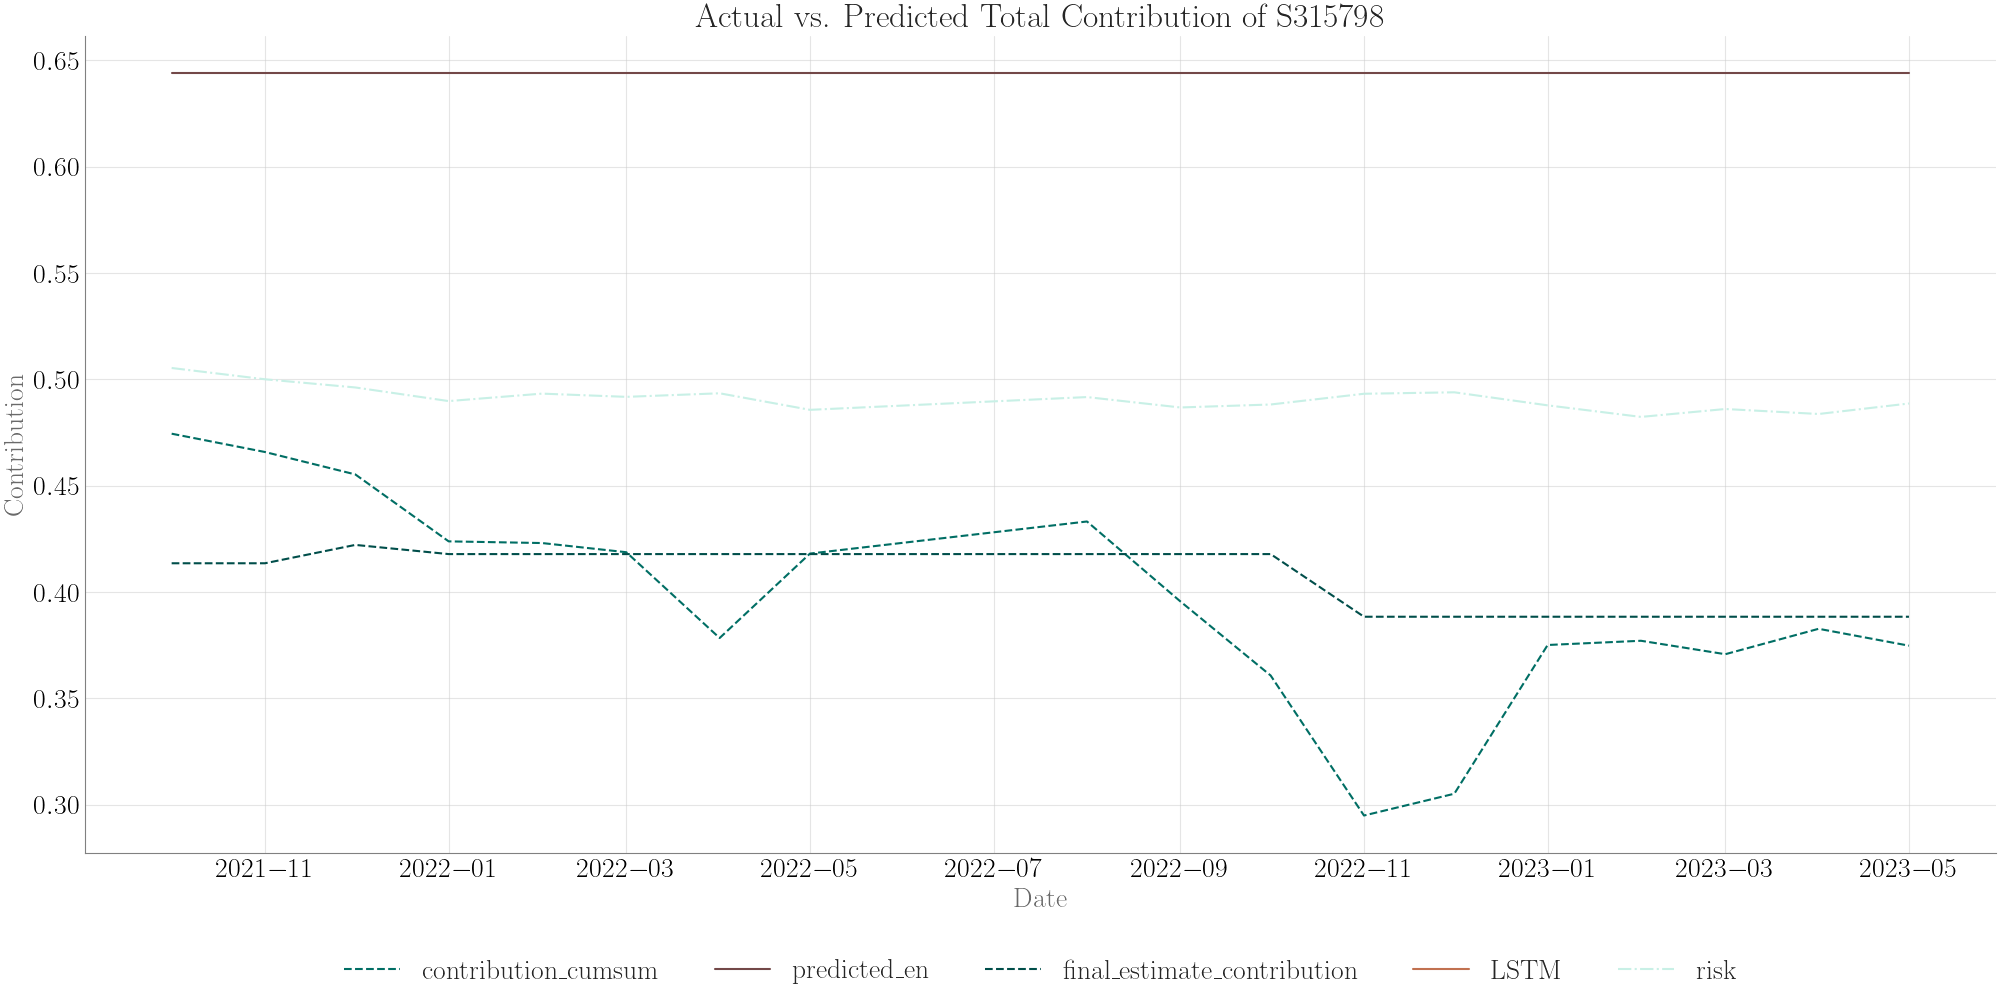 Actual vs. Predicted Total Contribution of S315798
0.65
0.60
0.55
0.50
0.45
0.40
0.35
0.30
Contribution
2021–11 2022–01 2022–03 2022–05 2022–07 2022–09 2022–11 2023–01 2023–03 2023–05
Date
contribution_cumsum predicted_en final_estimate_contribution LSTM risk